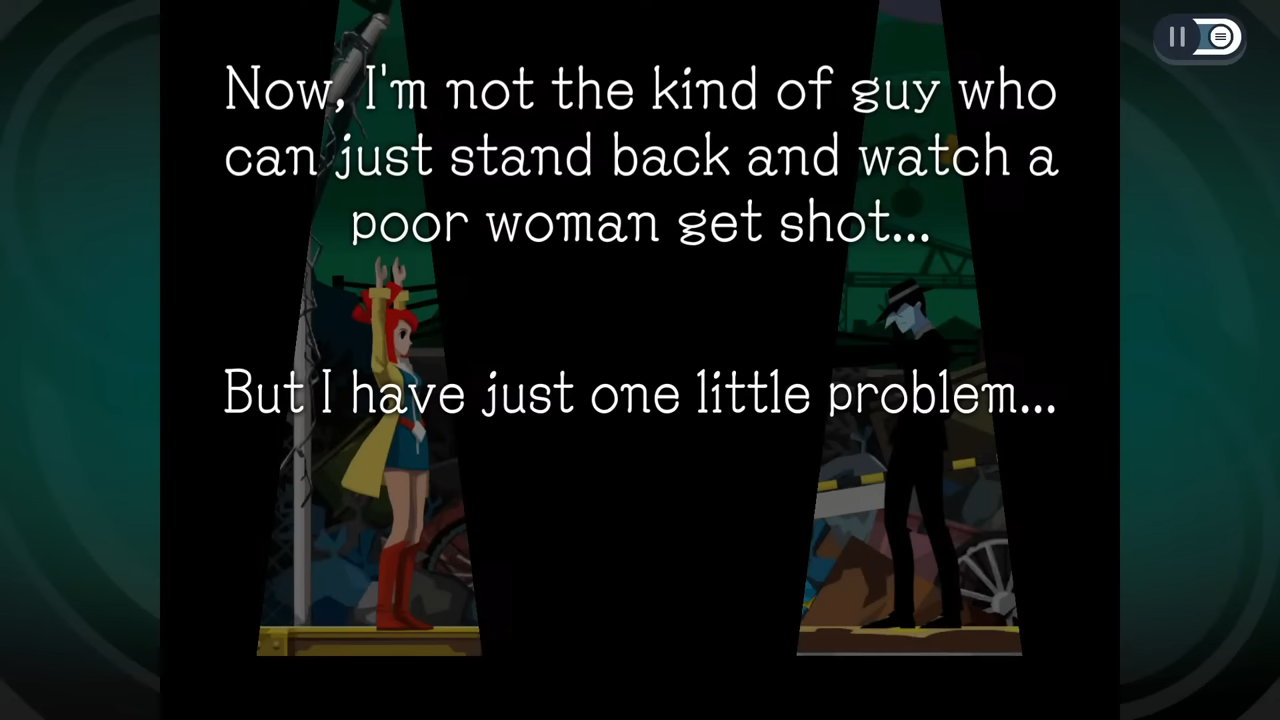 Now, I'm not the kind of guy who
can just stand back and watch a
poor woman get shot...
But I have just one little problem...